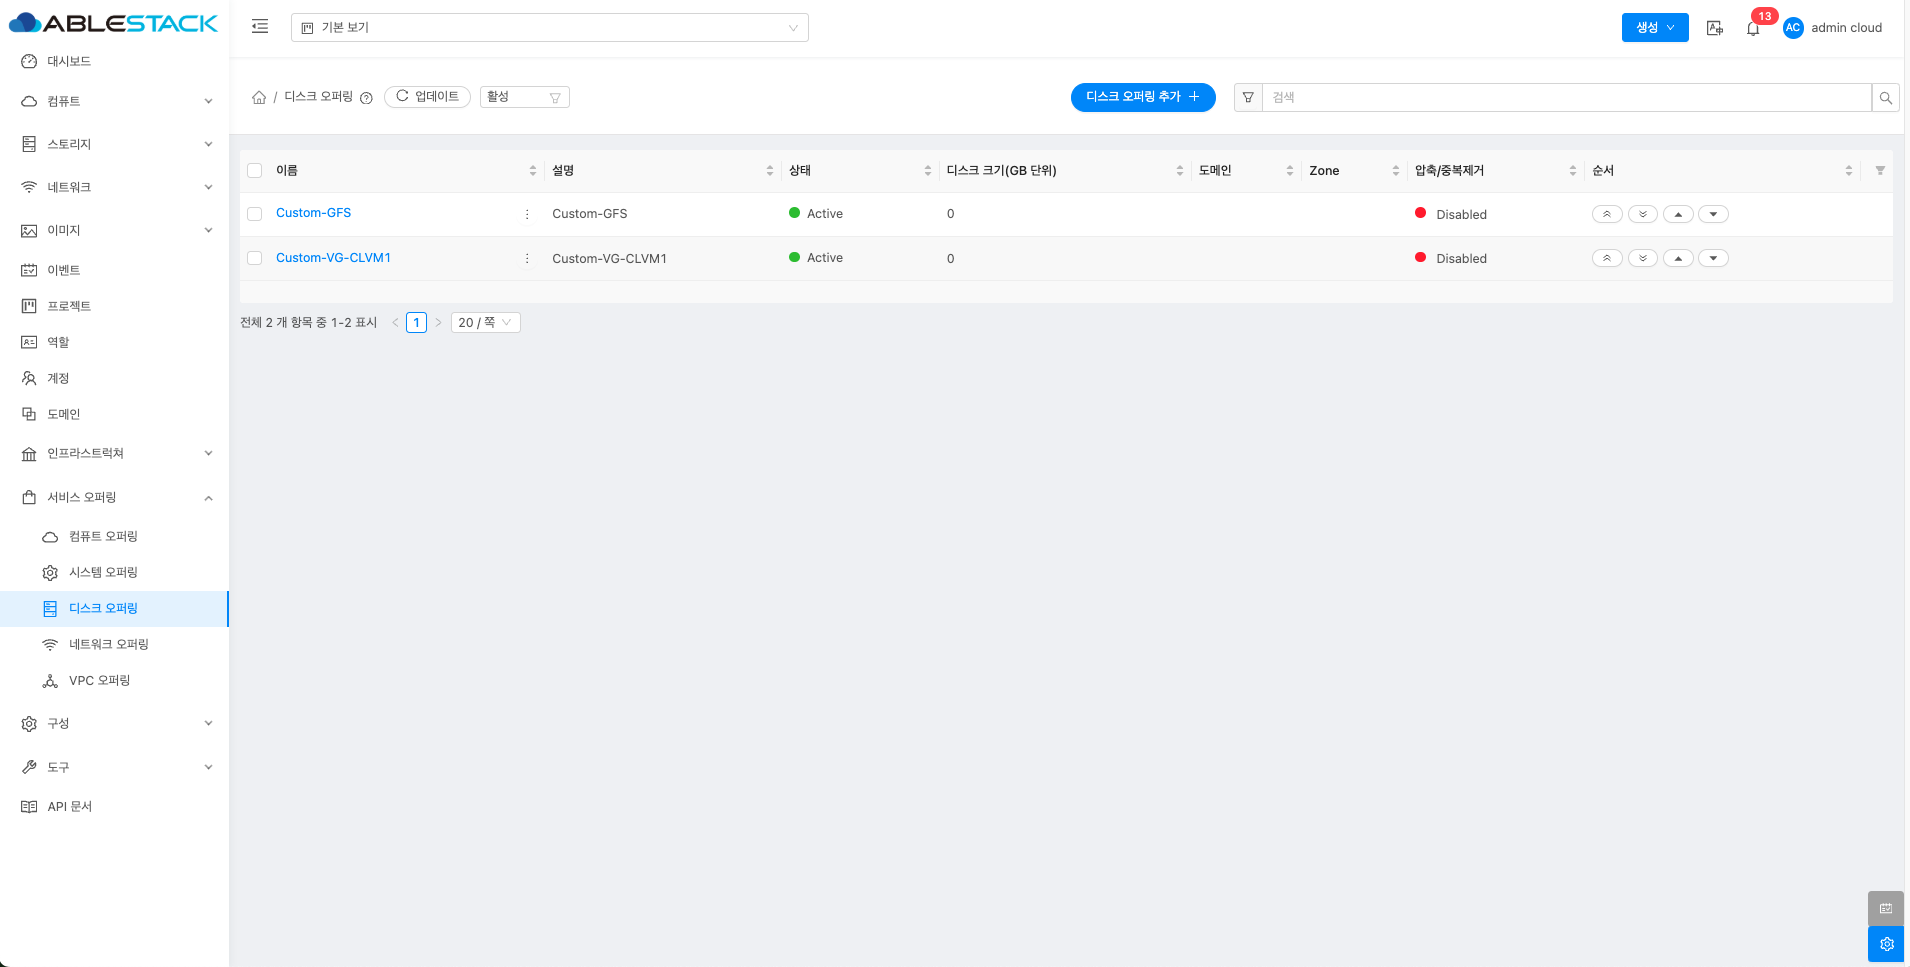 ABLESTACK
기본 보기
생성
13
AC
admin cloud
대시보드
컴퓨트
스토리지
네트워크
이미지
이벤트
프로젝트
역할
계정
도메인
인프라스트럭쳐
서비스 오퍼링
컴퓨트 오퍼링
시스템 오퍼링
디스크 오퍼링
네트워크 오퍼링
VPC 오퍼링
구성
도구
API 문서
/ 디스크 오퍼링
업데이트
활성
디스크 오퍼링 추가
검색
이름 설명 상태 디스크 크기(GB 단위) 도메인 Zone 압축/중복제거 순서
Custom-GFS Custom-GFS Active 0 Disabled
Custom-VG-CLVM1 Custom-VG-CLVM1 Active 0 Disabled
전체 2 개 항목 중 1-2 표시 1 20 / 쪽